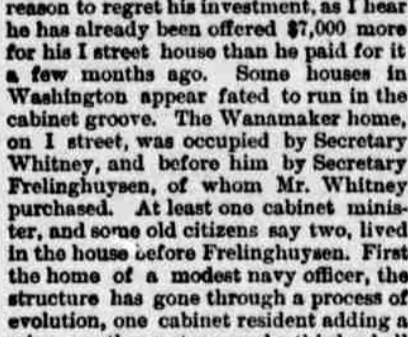 reason to regret his investment, as I hear
he has already been offered $7,000 more
for his I street house than he paid for it
a few months ago. Some houses in
Washington appear fated to run in the
cabinet groove. The Wanamaker home,
on I street, was occupied by Secretary
Whitney, and before him by Secretary
Frelinghuysen, of whom Mr. Whitney
purchased. At least one cabinet minis-
ter, and some old citizens say two, lived
in the house before Frelinghuysen. First
the home of a modest navy officer, the
structure has gone through a process of
evolution, one cabinet resident adding a